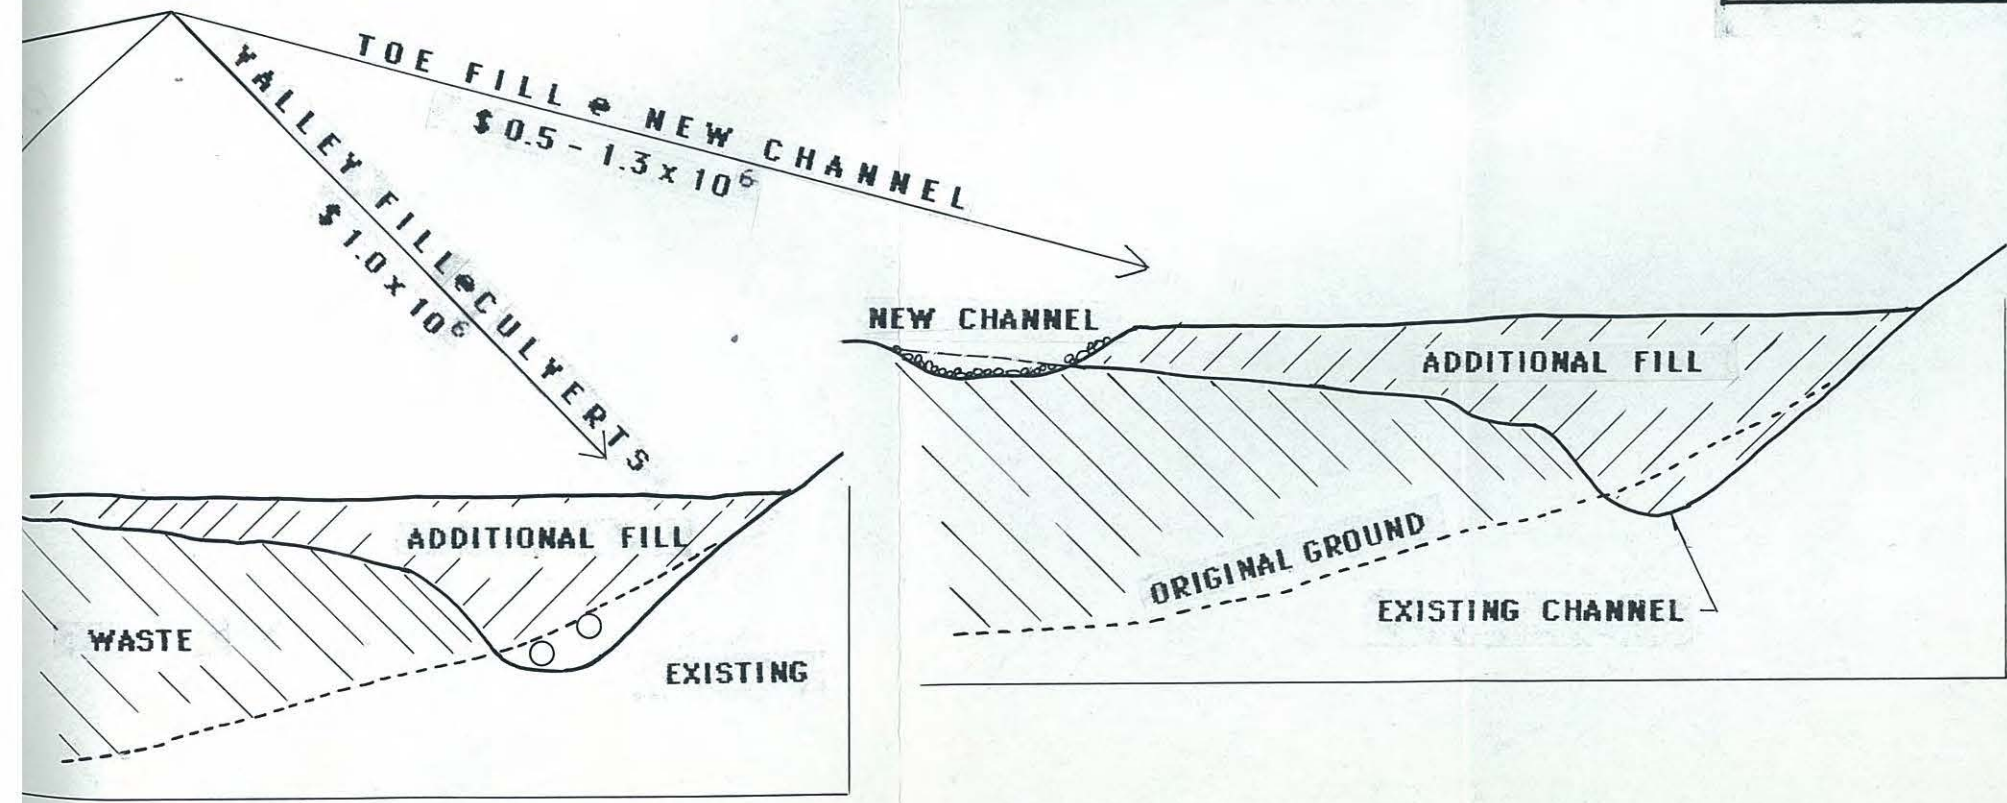 TOE FILL @ NEW CHANNEL
$ 0.5 - 1.3 x 10⁶
VALLEY FILL @ CULVERTS
$ 1.0 x 10⁶
NEW CHANNEL
ADDITIONAL FILL
ORIGINAL GROUND
EXISTING CHANNEL
ADDITIONAL FILL
WASTE
EXISTING